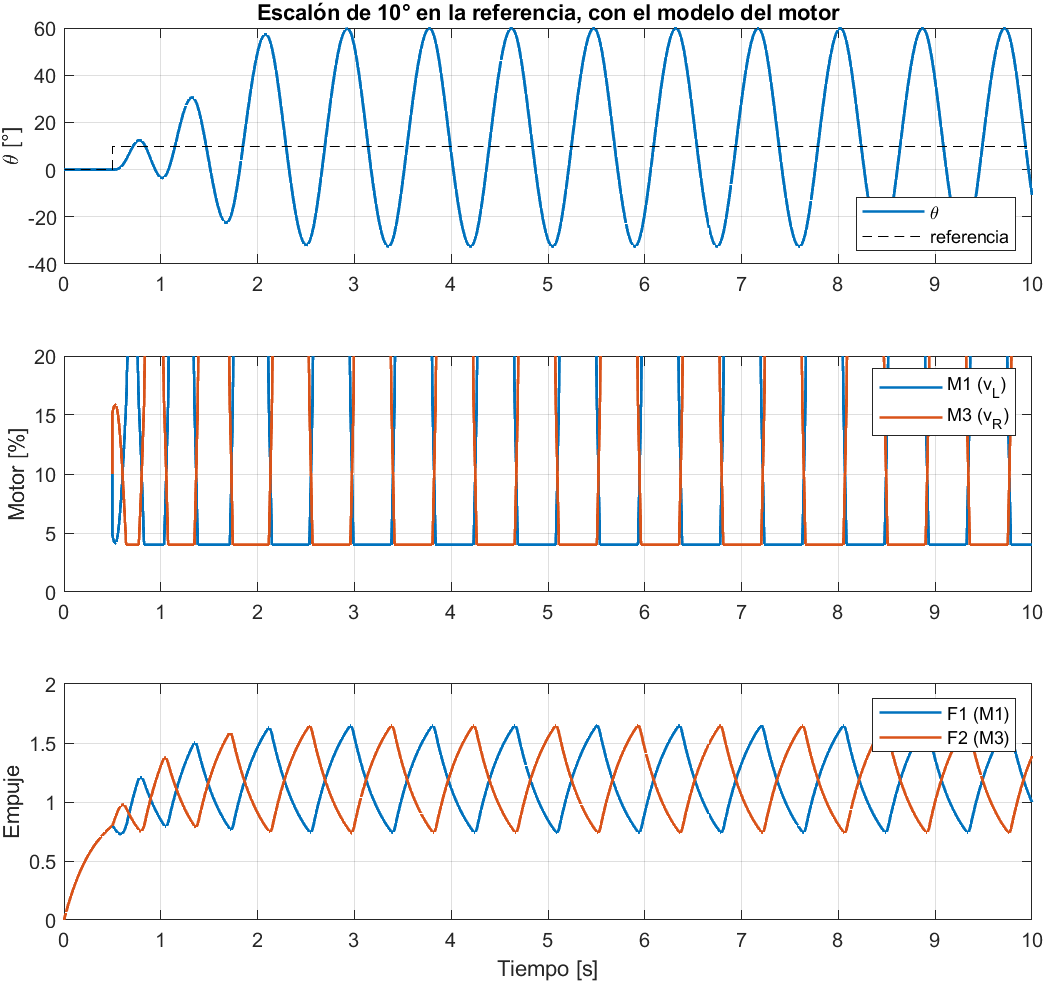 Escalón de 10° en la referencia, con el modelo del motor
θ [°]
60
40
20
0
-20
-40
0 1 2 3 4 5 6 7 8 9 10
θ
referencia
Motor [%]
20
15
10
5
0
0 1 2 3 4 5 6 7 8 9 10
M1 (v_L)
M3 (v_R)
Empuje
2
1.5
1
0.5
0
0 1 2 3 4 5 6 7 8 9 10
F1 (M1)
F2 (M3)
Tiempo [s]